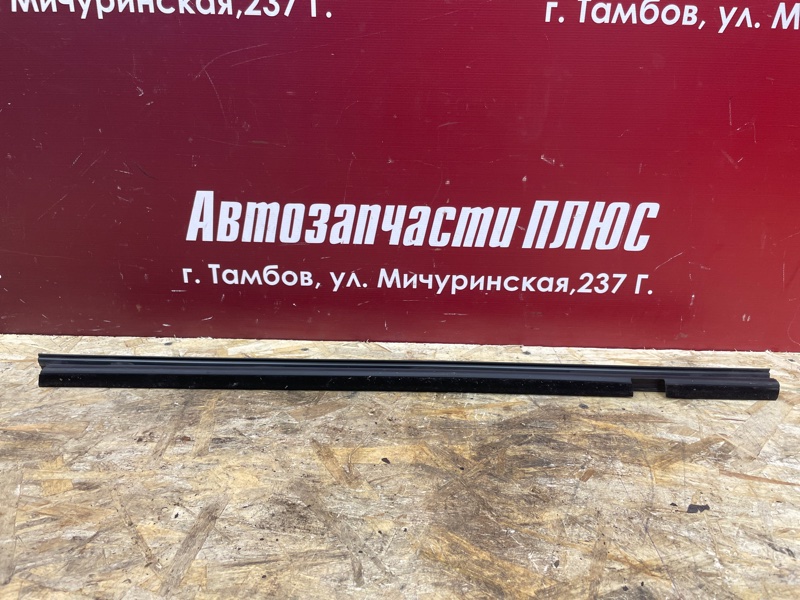 Мичуринская,237 Г.
г. Тамбов, ул. М
Автозапчасти ПЛЮС
г. Тамбов, ул. Мичуринская,237 Г.